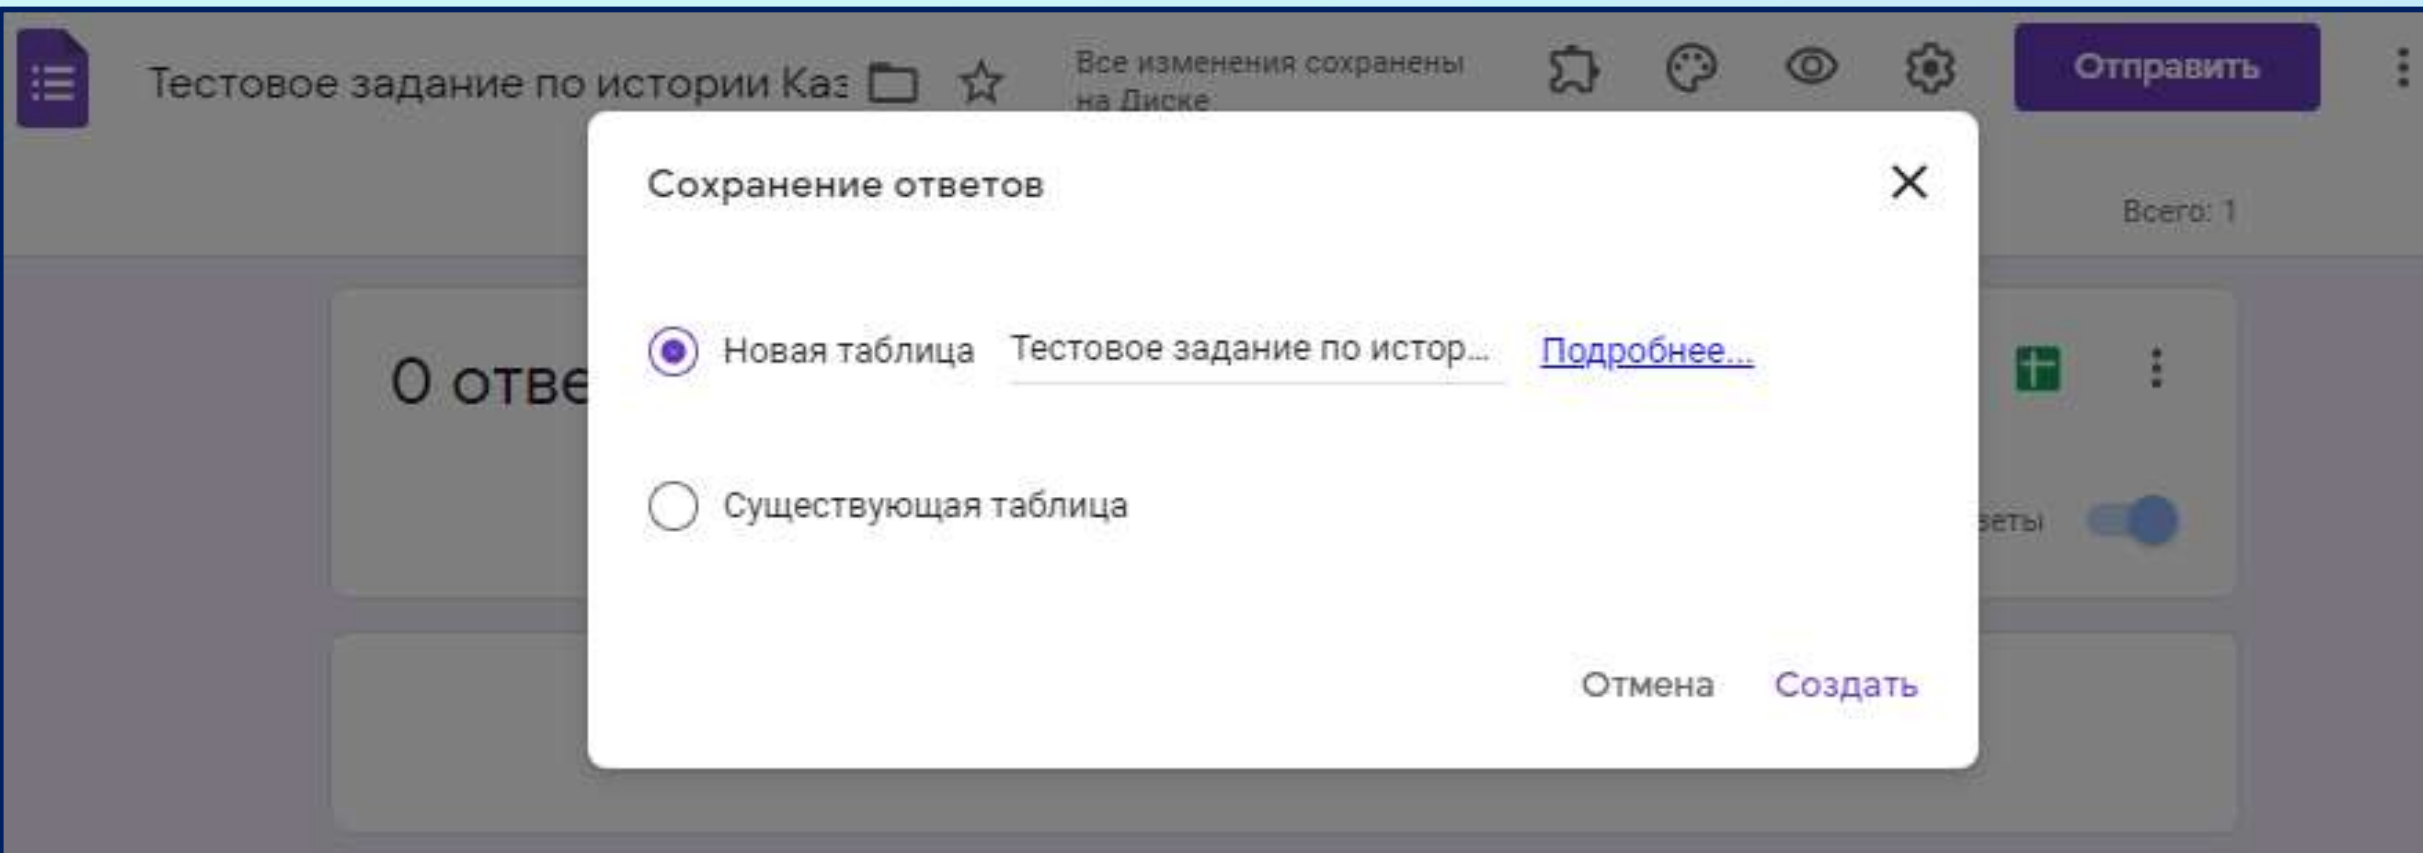 Тестовое задание по истории Каз
Все изменения сохранены
на Диске
Отправить
Сохранение ответов
Всего: 1
0 отве
Новая таблица Тестовое задание по истор... Подробнее...
Существующая таблица
веты
Отмена Создать